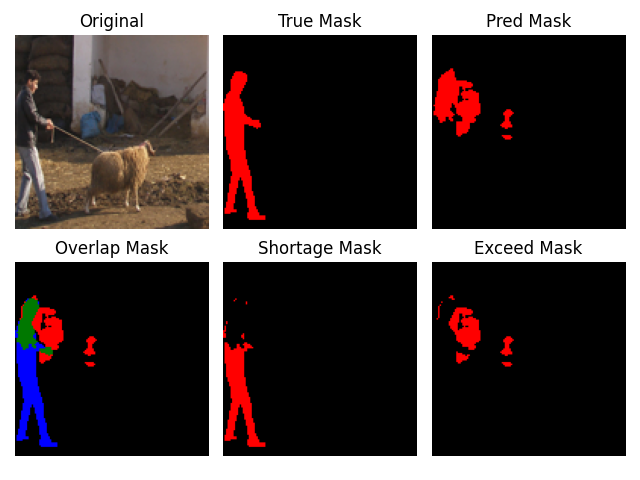 Original
True Mask
Pred Mask
Overlap Mask
Shortage Mask
Exceed Mask